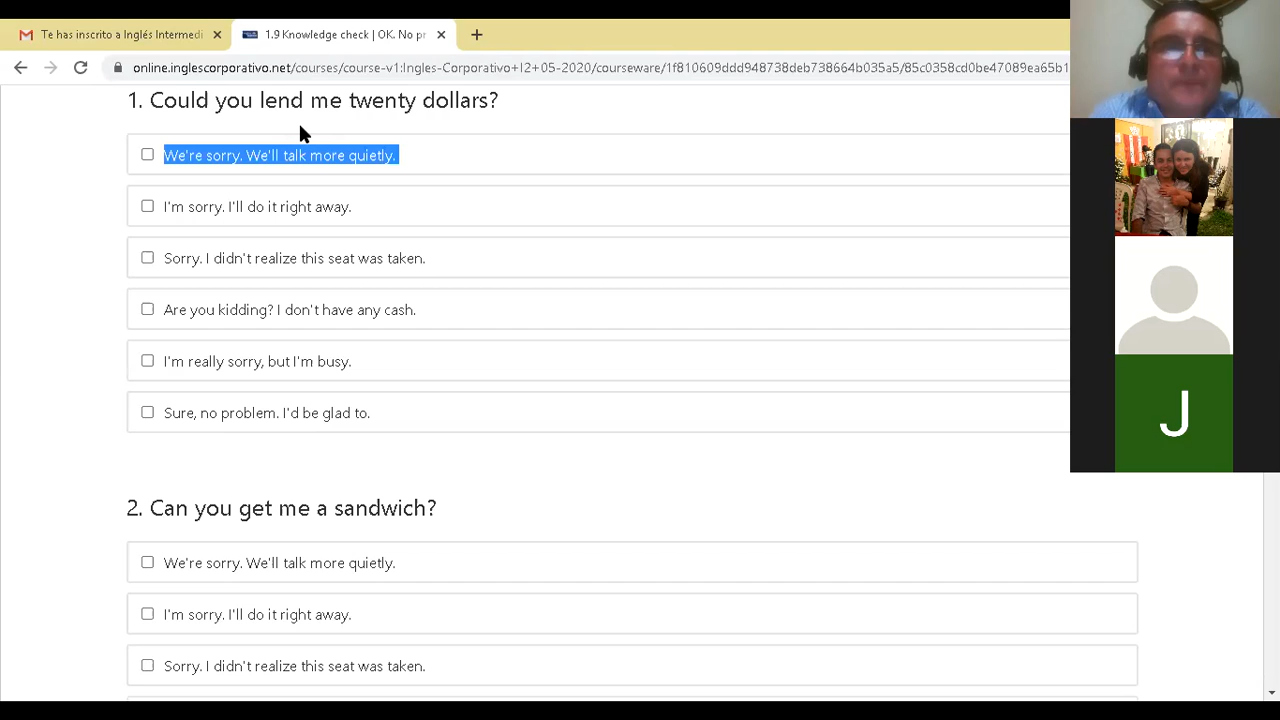 Te has inscrito a Inglés Intermedi
1.9 Knowledge check | OK. No pr
online.inglescorporativo.net/courses/course-v1:Ingles-Corporativo+I2+05-2020/courseware/1f810609ddd948738deb738664b035a5/85c0358cd0be47089ea65b1
1. Could you lend me twenty dollars?
We're sorry. We'll talk more quietly.
I'm sorry. I'll do it right away.
Sorry. I didn't realize this seat was taken.
Are you kidding? I don't have any cash.
I'm really sorry, but I'm busy.
Sure, no problem. I'd be glad to.
J
2. Can you get me a sandwich?
We're sorry. We'll talk more quietly.
I'm sorry. I'll do it right away.
Sorry. I didn't realize this seat was taken.